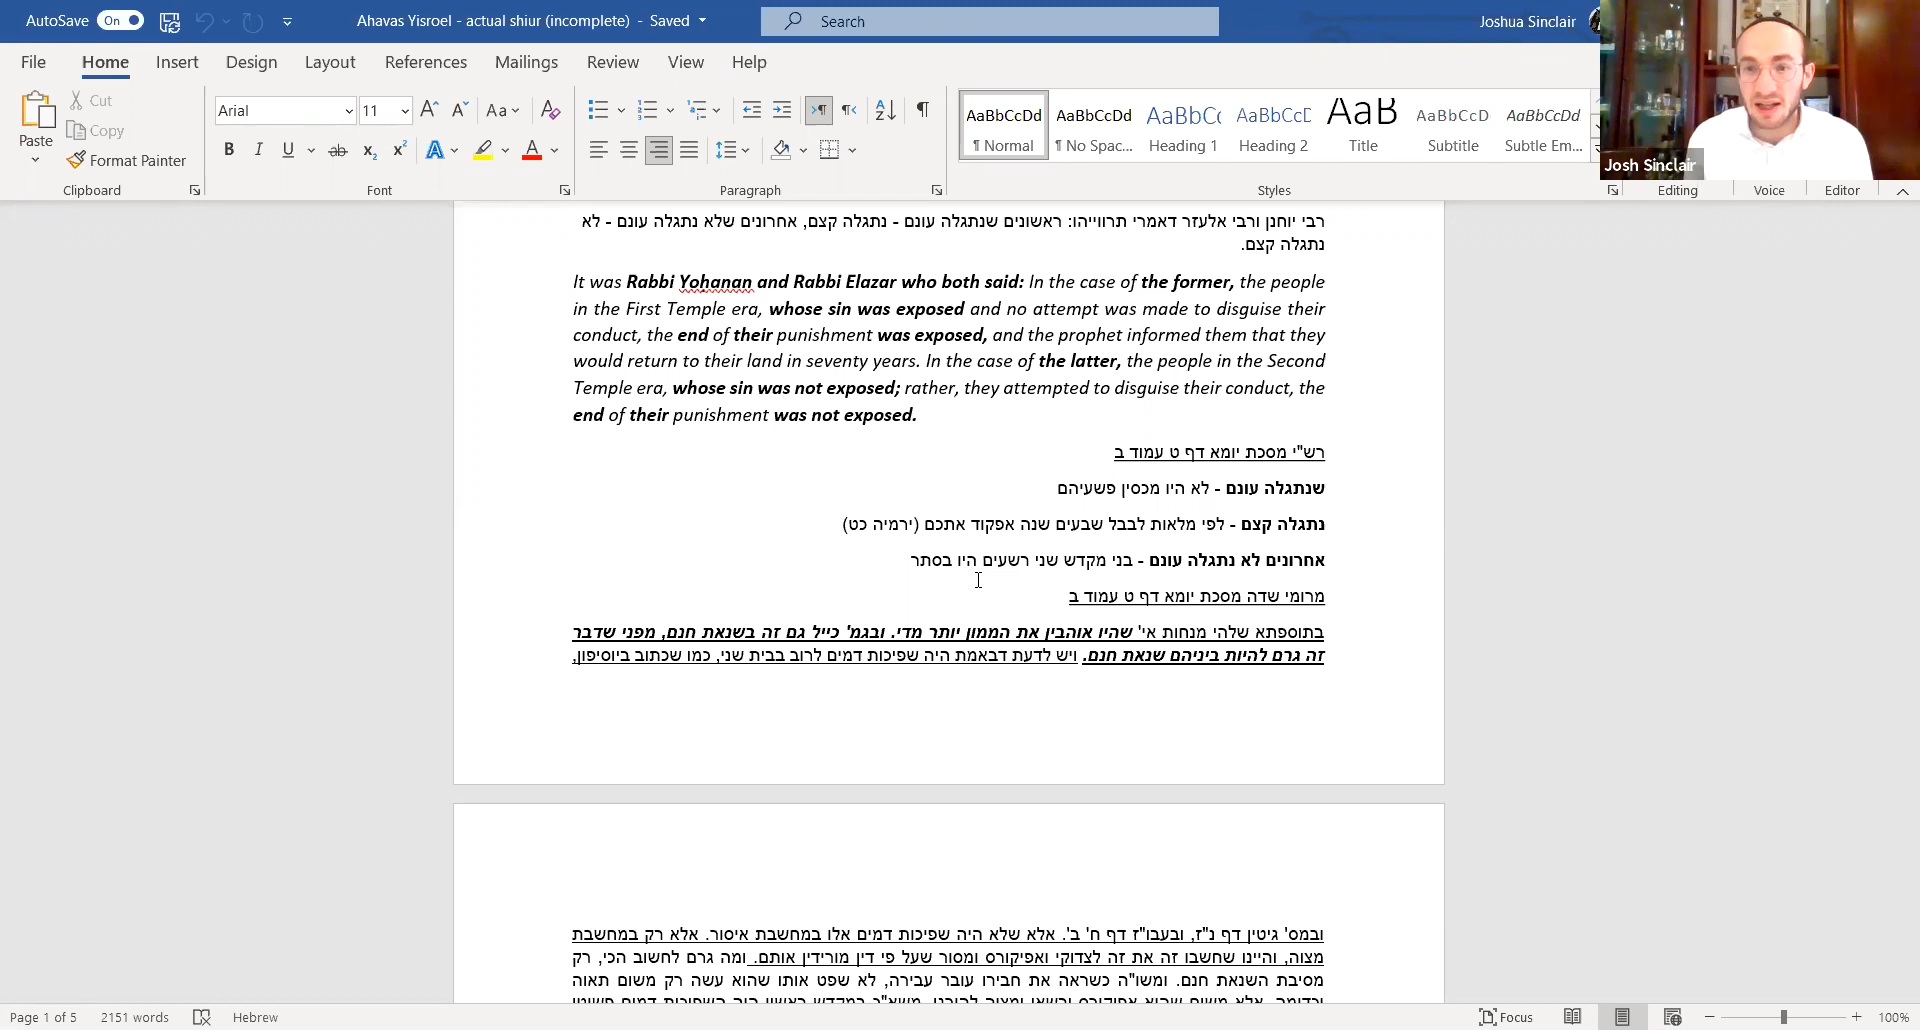 AutoSave On Ahavas Yisroel - actual shiur (incomplete) - Saved Search Joshua Sinclair
File Home Insert Design Layout References Mailings Review View Help
Paste Cut Copy Format Painter
Arial 11
AaBbCcDd AaBbCcDd AaBbC AaBbCcD AaB AaBbCcD AaBbCcDd
¶ Normal ¶ No Spac... Heading 1 Heading 2 Title Subtitle Subtle Em...
Josh Sinclair
Clipboard Font Paragraph Styles Editing Voice Editor
רבי יוחנן ורבי אלעזר דאמרי תרווייהו: ראשונים שנתגלה עונם - נתגלה קצם, אחרונים שלא נתגלה עונם - לא
נתגלה קצם.
It was Rabbi Yoḥanan and Rabbi Elazar who both said: In the case of the former, the people
in the First Temple era, whose sin was exposed and no attempt was made to disguise their
conduct, the end of their punishment was exposed, and the prophet informed them that they
would return to their land in seventy years. In the case of the latter, the people in the Second
Temple era, whose sin was not exposed; rather, they attempted to disguise their conduct, the
end of their punishment was not exposed.
רש"י מסכת יומא דף ט עמוד ב
שנתגלה עונם - לא היו מכסין פשעיהם
נתגלה קצם - לפי מלאות לבבל שבעים שנה אפקוד אתכם (ירמיה כט)
אחרונים לא נתגלה עונם - בני מקדש שני רשעים היו בסתר
מרומי שדה מסכת יומא דף ט עמוד ב
בתוספתא שלהי מנחות אי' שהיו אוהבין את הממון יותר מדי. ובגמ' כייל גם זה בשנאת חנם, מפני שדבר
זה גרם להיות ביניהם שנאת חנם. ויש לדעת דבאמת היה שפיכות דמים לרוב בבית שני, כמו שכתוב ביוסיפון,
ובמס' גיטין דף נ"ז, ובעבו"ז דף ח' ב'. אלא שלא היה שפיכות דמים אלו במחשבת איסור. אלא רק במחשבת
מצוה, והיינו שחשבו זה את זה לצדוקי ואפיקורס ומסור שעל פי דין מורידין אותם. ומה גרם לחשוב הכי, רק
מסיבת השנאת חנם. ומשו"ה כשראה את חבירו עובר עבירה, לא שפט אותו שהוא עשה רק משום תאוה
Page 1 of 5 2151 words Hebrew Focus 100%